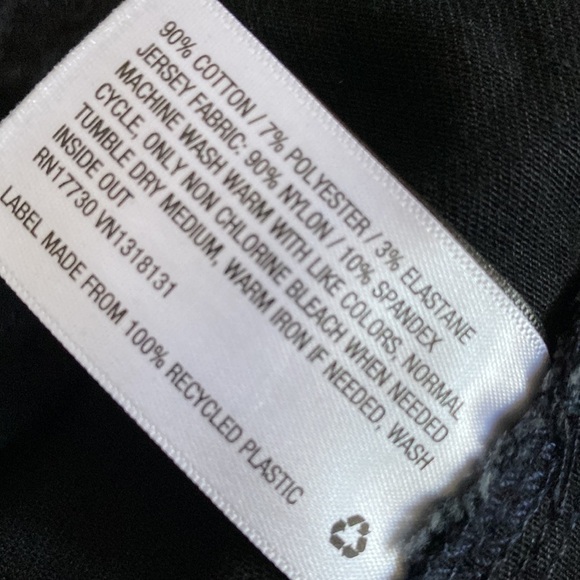 90% COTTON / 7% POLYESTER / 3% ELASTANE
JERSEY FABRIC: 90% NYLON / 10% SPANDEX
MACHINE WASH WARM WITH LIKE COLORS, NORMAL
CYCLE, ONLY NON CHLORINE BLEACH WHEN NEEDED
TUMBLE DRY MEDIUM, WARM IRON IF NEEDED, WASH
INSIDE OUT
RN17730 VN1318131
LABEL MADE FROM 100% RECYCLED PLASTIC